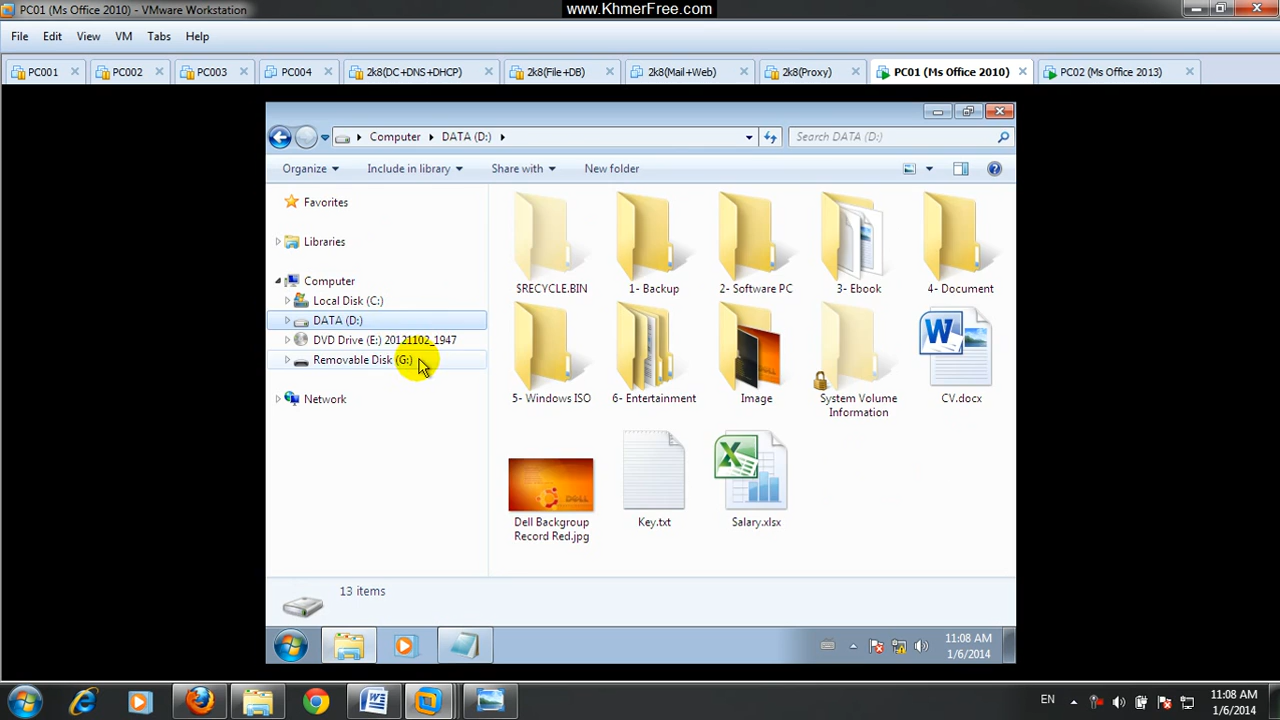 PC01 (Ms Office 2010) - VMware Workstation
www.KhmerFree.com
File Edit View VM Tabs Help
PC001 PC002 PC003 PC004 2k8(DC+DNS+DHCP) 2k8(File+DB) 2k8(Mail+Web) 2k8(Proxy) PC01 (Ms Office 2010) PC02 (Ms Office 2013)
Computer DATA (D:) Search DATA (D:)
Organize Include in library Share with New folder
Favorites
Libraries
Computer
Local Disk (C:)
DATA (D:)
DVD Drive (E:) 20121102_1947
Removable Disk (G:)
Network
$RECYCLE.BIN 1- Backup 2- Software PC 3- Ebook 4- Document
5- Windows ISO 6- Entertainment Image System Volume Information CV.docx
Dell Backgroup Record Red.jpg Key.txt Salary.xlsx
DELL
13 items
11:08 AM
1/6/2014
EN
11:08 AM
1/6/2014